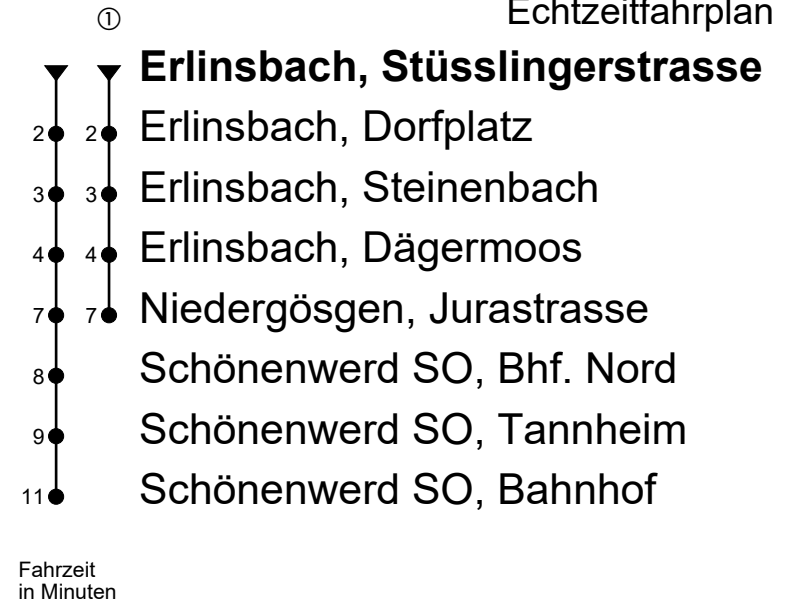 Echtzeitfahrplan
①
Erlinsbach, Stüsslingerstrasse
2 2 Erlinsbach, Dorfplatz
3 3 Erlinsbach, Steinenbach
4 4 Erlinsbach, Dägermoos
7 7 Niedergösgen, Jurastrasse
8 Schönenwerd SO, Bhf. Nord
9 Schönenwerd SO, Tannheim
11 Schönenwerd SO, Bahnhof
Fahrzeit
in Minuten